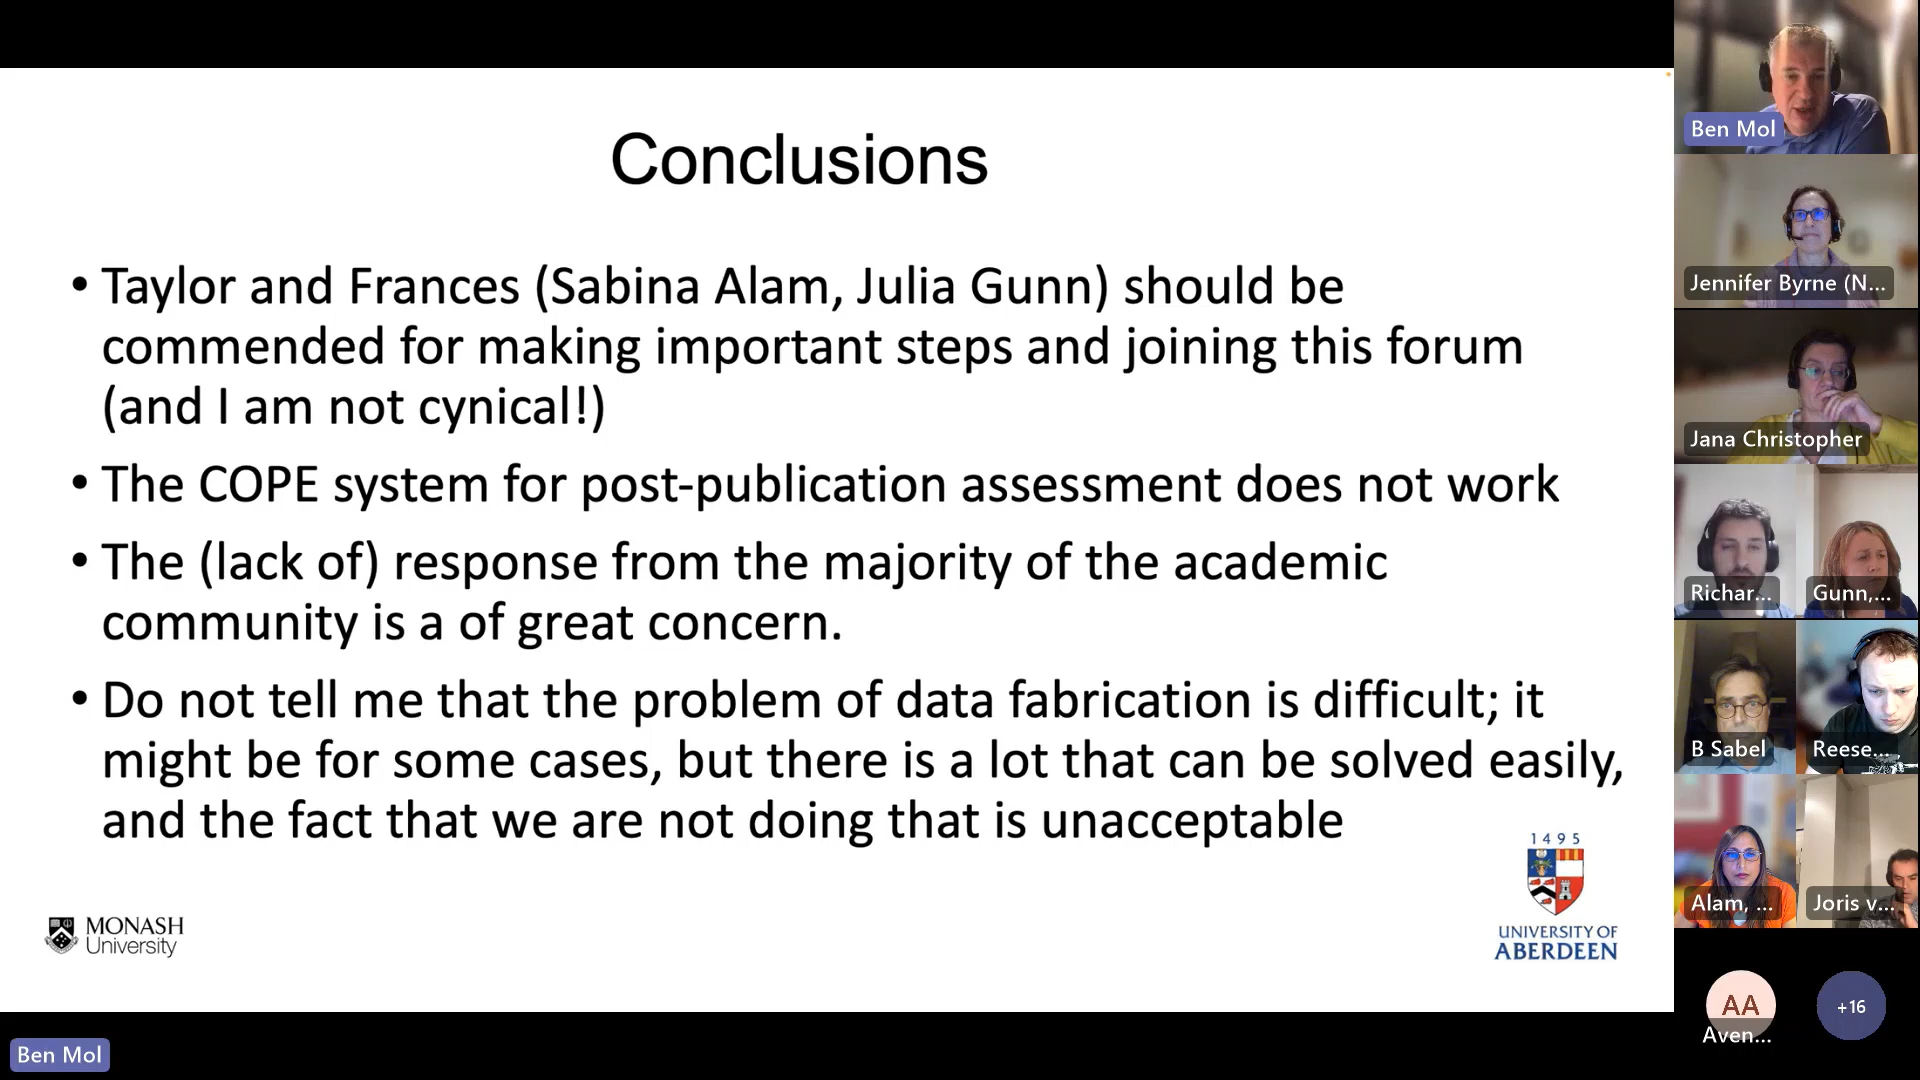 Conclusions
• Taylor and Frances (Sabina Alam, Julia Gunn) should be
commended for making important steps and joining this forum
(and I am not cynical!)
• The COPE system for post-publication assessment does not work
• The (lack of) response from the majority of the academic
community is a of great concern.
• Do not tell me that the problem of data fabrication is difficult; it
might be for some cases, but there is a lot that can be solved easily,
and the fact that we are not doing that is unacceptable
MONASH
University
1495
UNIVERSITY OF
ABERDEEN
Ben Mol
Ben Mol
Jennifer Byrne (N...
Jana Christopher
Richar...
Gunn,...
B Sabel
Reese...
Alam, ...
Joris v...
AA
Aven...
+16